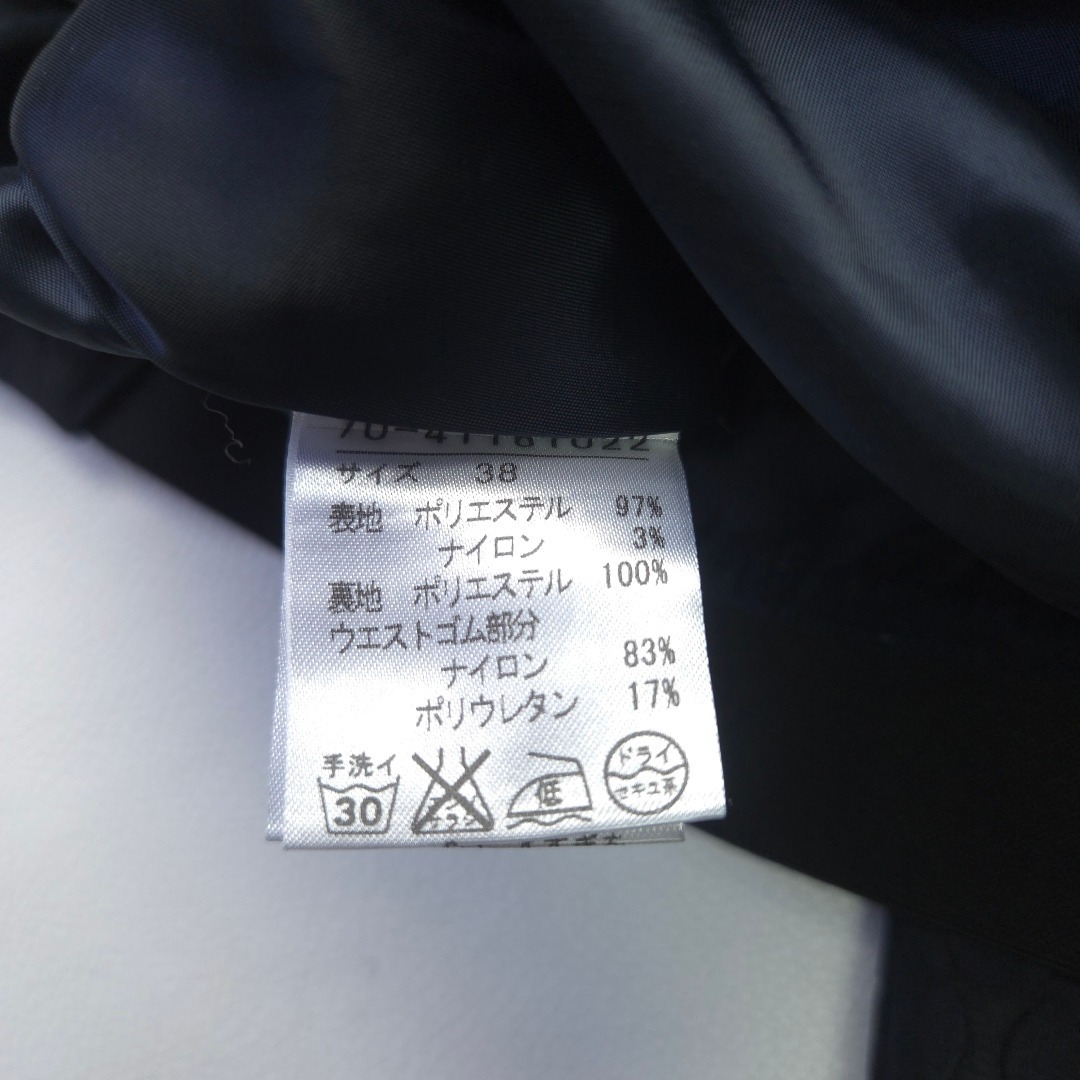 70-41181022
サイズ 38
表地 ポリエステル 97%
ナイロン 3%
裏地 ポリエステル 100%
ウエストゴム部分
ナイロン 83%
ポリウレタン 17%
手洗イ
30
低
ドライ
セキユ系